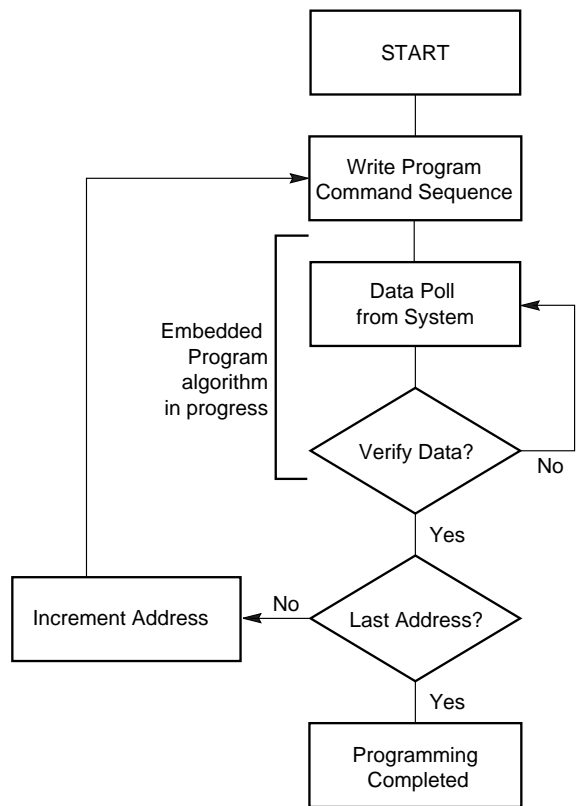 START
Write Program
Command Sequence
Data Poll
from System
Embedded
Program
algorithm
in progress
Verify Data?
No
Yes
Last Address?
No
Increment Address
Yes
Programming
Completed